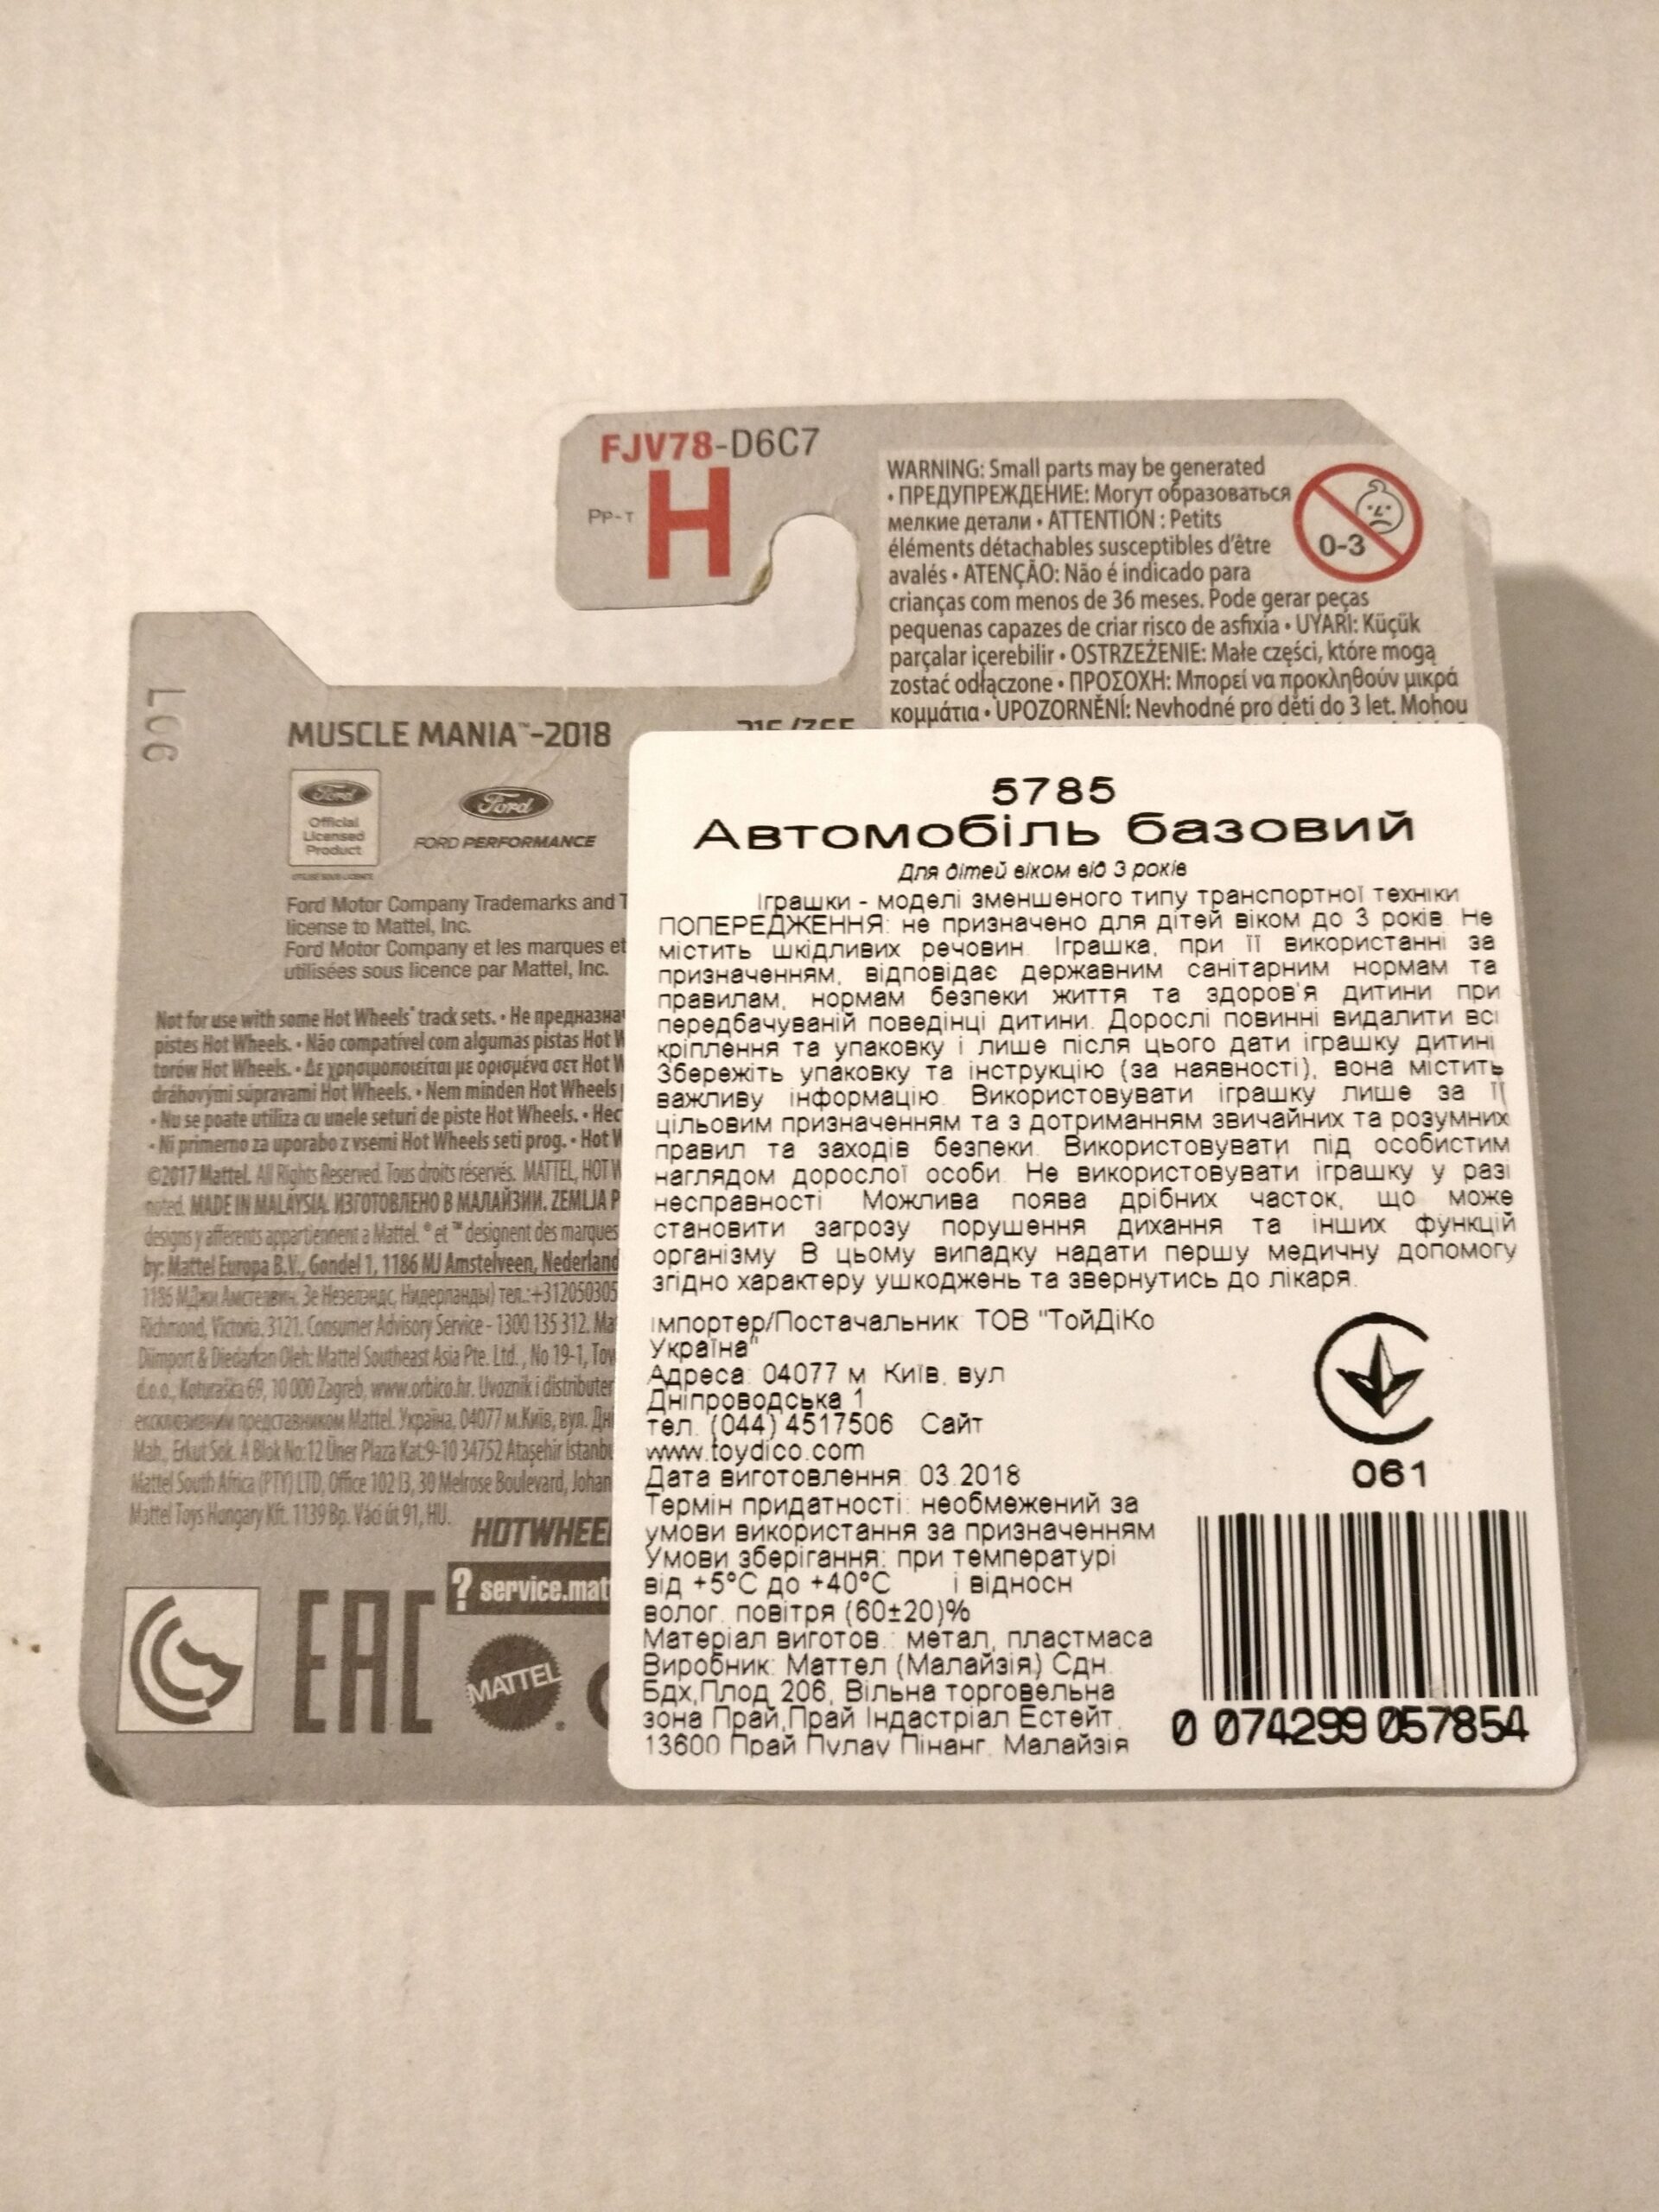 FJV78-D6C7
Pp-T
H
WARNING: Small parts may be generated
• ПРЕДУПРЕЖДЕНИЕ: Могут образоваться
мелкие детали • ATTENTION : Petits
éléments détachables susceptibles d'être
avalés • ATENÇÃO: Não é indicado para
crianças com menos de 36 meses. Pode gerar peças
pequenas capazes de criar risco de asfixia • UYARI: Küçük
parçalar içerebilir • OSTRZEŻENIE: Małe części, które mogą
zostać odłączone • ΠΡΟΣΟΧΗ: Μπορεί να προκληθούν μικρά
κομμάτια • UPOZORNĚNÍ: Nevhodné pro děti do 3 let. Mohou
0-3
L06
MUSCLE MANIA™-2018
Ford
Official
Licensed
Product
Ford
FORD PERFORMANCE
Ford Motor Company Trademarks and
license to Mattel, Inc.
Ford Motor Company et les marques et
utilisées sous licence par Mattel, Inc.
Not for use with some Hot Wheels® track sets. • Не
pistes Hot Wheels. • Não compatível com algumas pistas Hot
torów Hot Wheels. • Δε χρησιμοποιείται με ορισμένα σετ Hot
dráhovými súpravami Hot Wheels. • Nem minden Hot Wheels
• Nu se poate utiliza cu unele seturi de piste Hot Wheels. •
• Ni primerno za uporabo z vsemi Hot Wheels seti prog. • Hot
©2017 Mattel. All Rights Reserved. Tous droits réservés. MATTEL, HOT
noted. MADE IN MALAYSIA. ИЗГОТОВЛЕНО В МАЛАЙЗИИ. ZEMLJA
designs y afférents appartiennent a Mattel. ® et ™ designent des marques
by: Mattel Europa B.V., Gondel 1, 1186 MJ Amstelveen, Nederland
1186 МДжи Амстелвин, Зе Незелэндс, Нидерланды) тел.:+312050305
Richmond, Victoria. 3121. Consumer Advisory Service - 1300 135 312.
Diimport & Diedarkan Oleh: Mattel Southeast Asia Pte. Ltd. , No 19-1,
d.o.o., Koturaška 69, 10 000 Zagreb, www.orbico.hr. Uvoznik i distributer
ексклюзивним представником Mattel. Україна, 04077 м.Київ, вул.
Mah., Erkut Sok. A Blok No:12 Üner Plaza Kat:9-10 34752 Ataşehir
Mattel South Africa (PTY) LTD, Office 102 I3, 30 Melrose Boulevard,
Mattel Toys Hungary Kft. 1139 Bp. Váci út 91, HU.
HOTWHEE
? service.mat
EAC
MATTEL
5785
Автомобіль базовий
Для дітей віком від 3 років
Іграшки - моделі зменшеного типу транспортної техніки
ПОПЕРЕДЖЕННЯ: не призначено для дітей віком до 3 років. Не
містить шкідливих речовин. Іграшка, при її використанні за
призначенням, відповідає державним санітарним нормам та
правилам, нормам безпеки життя та здоров'я дитини при
передбачуваній поведінці дитини. Дорослі повинні видалити всі
кріплення та упаковку і лише після цього дати іграшку дитині
Збережіть упаковку та інструкцію (за наявності), вона містить
важливу інформацію. Використовувати іграшку лише за її
цільовим призначенням та з дотриманням звичайних та розумних
правил та заходів безпеки. Використовувати під особистим
наглядом дорослої особи. Не використовувати іграшку у разі
несправності Можлива поява дрібних часток, що може
становити загрозу порушення дихання та інших функцій
організму В цьому випадку надати першу медичну допомогу
згідно характеру ушкоджень та звернутись до лікаря.
Імпортер/Постачальник: ТОВ "ТойДіКо
Україна"
Адреса: 04077 м. Київ, вул
Дніпроводська 1
тел. (044) 4517506 Сайт
www.toydico.com
Дата виготовлення: 03.2018
Термін придатності: необмежений за
умови використання за призначенням
Умови зберігання: при температурі
від +5°С до +40°С і відносн
волог. повітря (60±20)%
Матеріал виготов.: метал, пластмаса
Виробник: Маттел (Малайзія) Сдн.
Бдх,Плод 206, Вільна торговельна
зона Прай,Прай Індастріал Естейт,
13600 Прай Пулау Пінанг, Малайзія
061
0 074299 057854